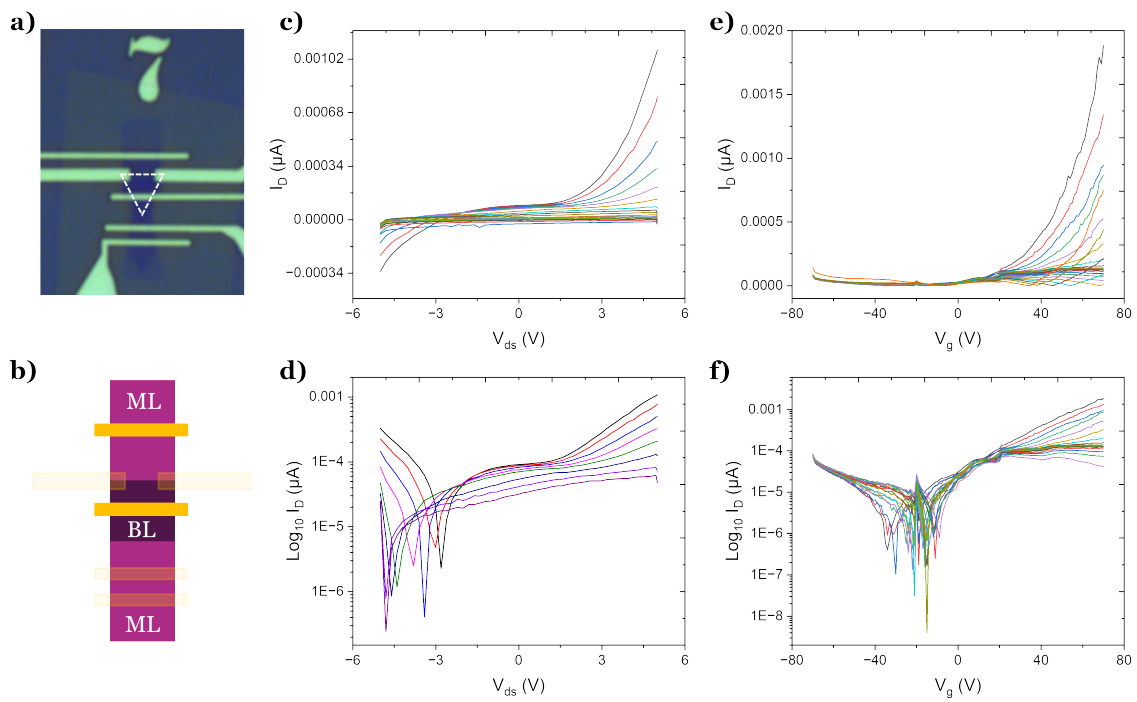 a)
7
b)
ML
BL
ML
c)
0.00102
0.00068
0.00034
0.00000
−0.00034
I_D (µA)
−6 −3 0 3 6
V_ds (V)
d)
0.001
1E−4
1E−5
1E−6
Log₁₀ I_D (µA)
−6 −3 0 3 6
V_ds (V)
e)
0.0020
0.0015
0.0010
0.0005
0.0000
I_D (µA)
−80 −40 0 40 80
V_g (V)
f)
0.001
1E−4
1E−5
1E−6
1E−7
1E−8
Log₁₀ I_D (µA)
−80 −40 0 40 80
V_g (V)